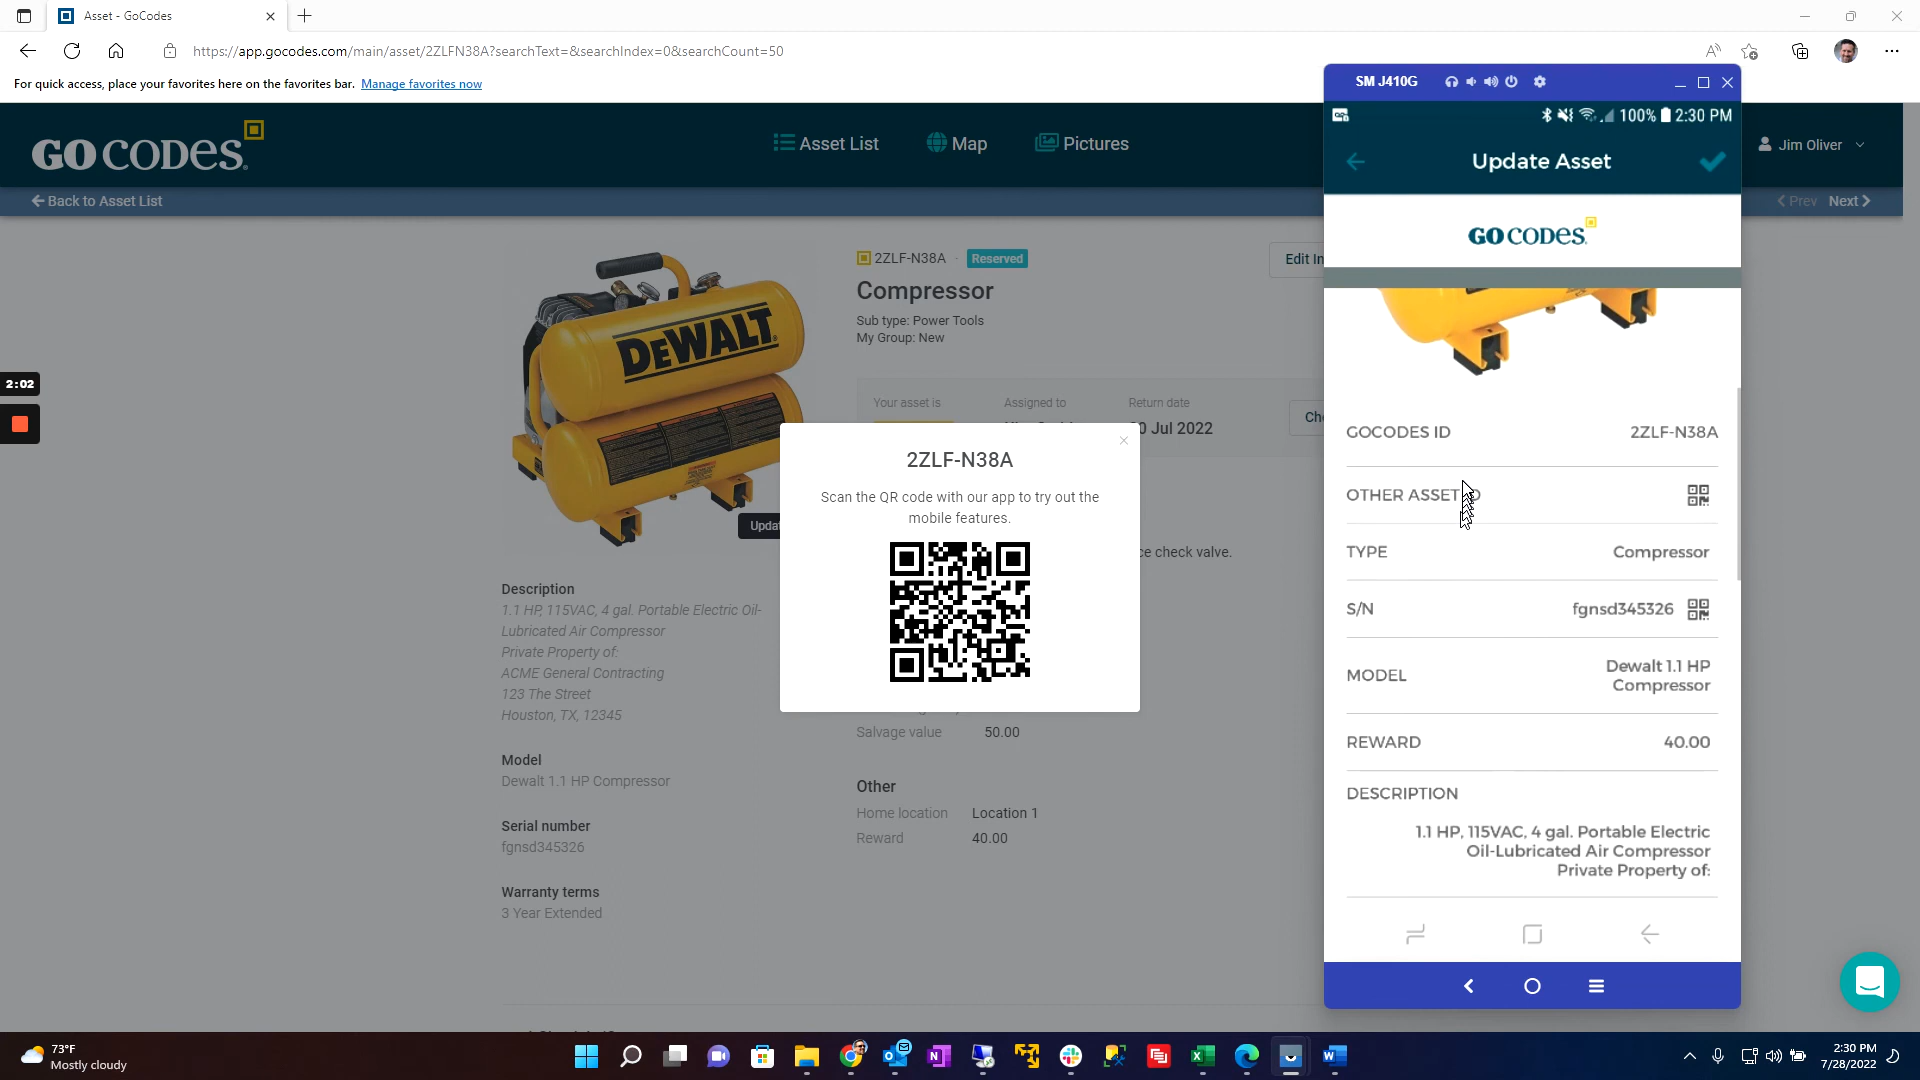 Asset - GoCodes
https://app.gocodes.com/main/asset/2ZLFN38A?searchText=&searchIndex=0&searchCount=50
For quick access, place your favorites here on the favorites bar. Manage favorites now
GO CODES
Asset List
Map
Pictures
Jim Oliver
Back to Asset List
Prev Next
2:02
DEWALT
2ZLF-N38A · Reserved
Edit In
Compressor
Sub type: Power Tools
My Group: New
Your asset is
Assigned to
Return date
0 Jul 2022
Updat
ce check valve.
2ZLF-N38A
Scan the QR code with our app to try out the
mobile features.
Description
1.1 HP, 115VAC, 4 gal. Portable Electric Oil-
Lubricated Air Compressor
Private Property of:
ACME General Contracting
123 The Street
Houston, TX, 12345
Model
Dewalt 1.1 HP Compressor
Serial number
fgnsd345326
Warranty terms
3 Year Extended
Salvage value 50.00
Other
Home location Location 1
Reward 40.00
SM J410G
100% 2:30 PM
Update Asset
GO CODES
GOCODES ID 2ZLF-N38A
OTHER ASSET ID
TYPE Compressor
S/N fgnsd345326
MODEL Dewalt 1.1 HP
Compressor
REWARD 40.00
DESCRIPTION
1.1 HP, 115VAC, 4 gal. Portable Electric
Oil-Lubricated Air Compressor
Private Property of:
73°F
Mostly cloudy
2:30 PM
7/28/2022